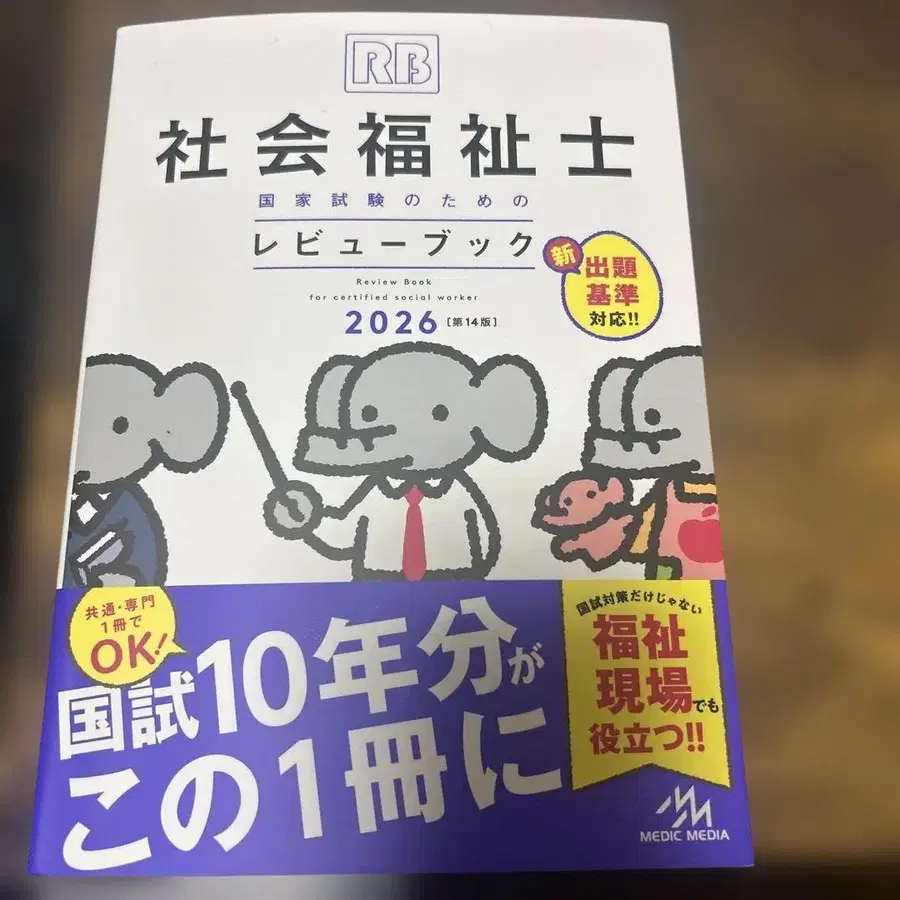 RB
社会福祉士
国家試験のための
レビューブック
Review Book
for certified social worker
2026 [第14版]
新
出題
基準
対応!!
共通・専門
1冊で
OK!
国試10年分が
この1冊に
国試対策だけじゃない
福祉
現場でも
役立つ!!
MEDIC MEDIA